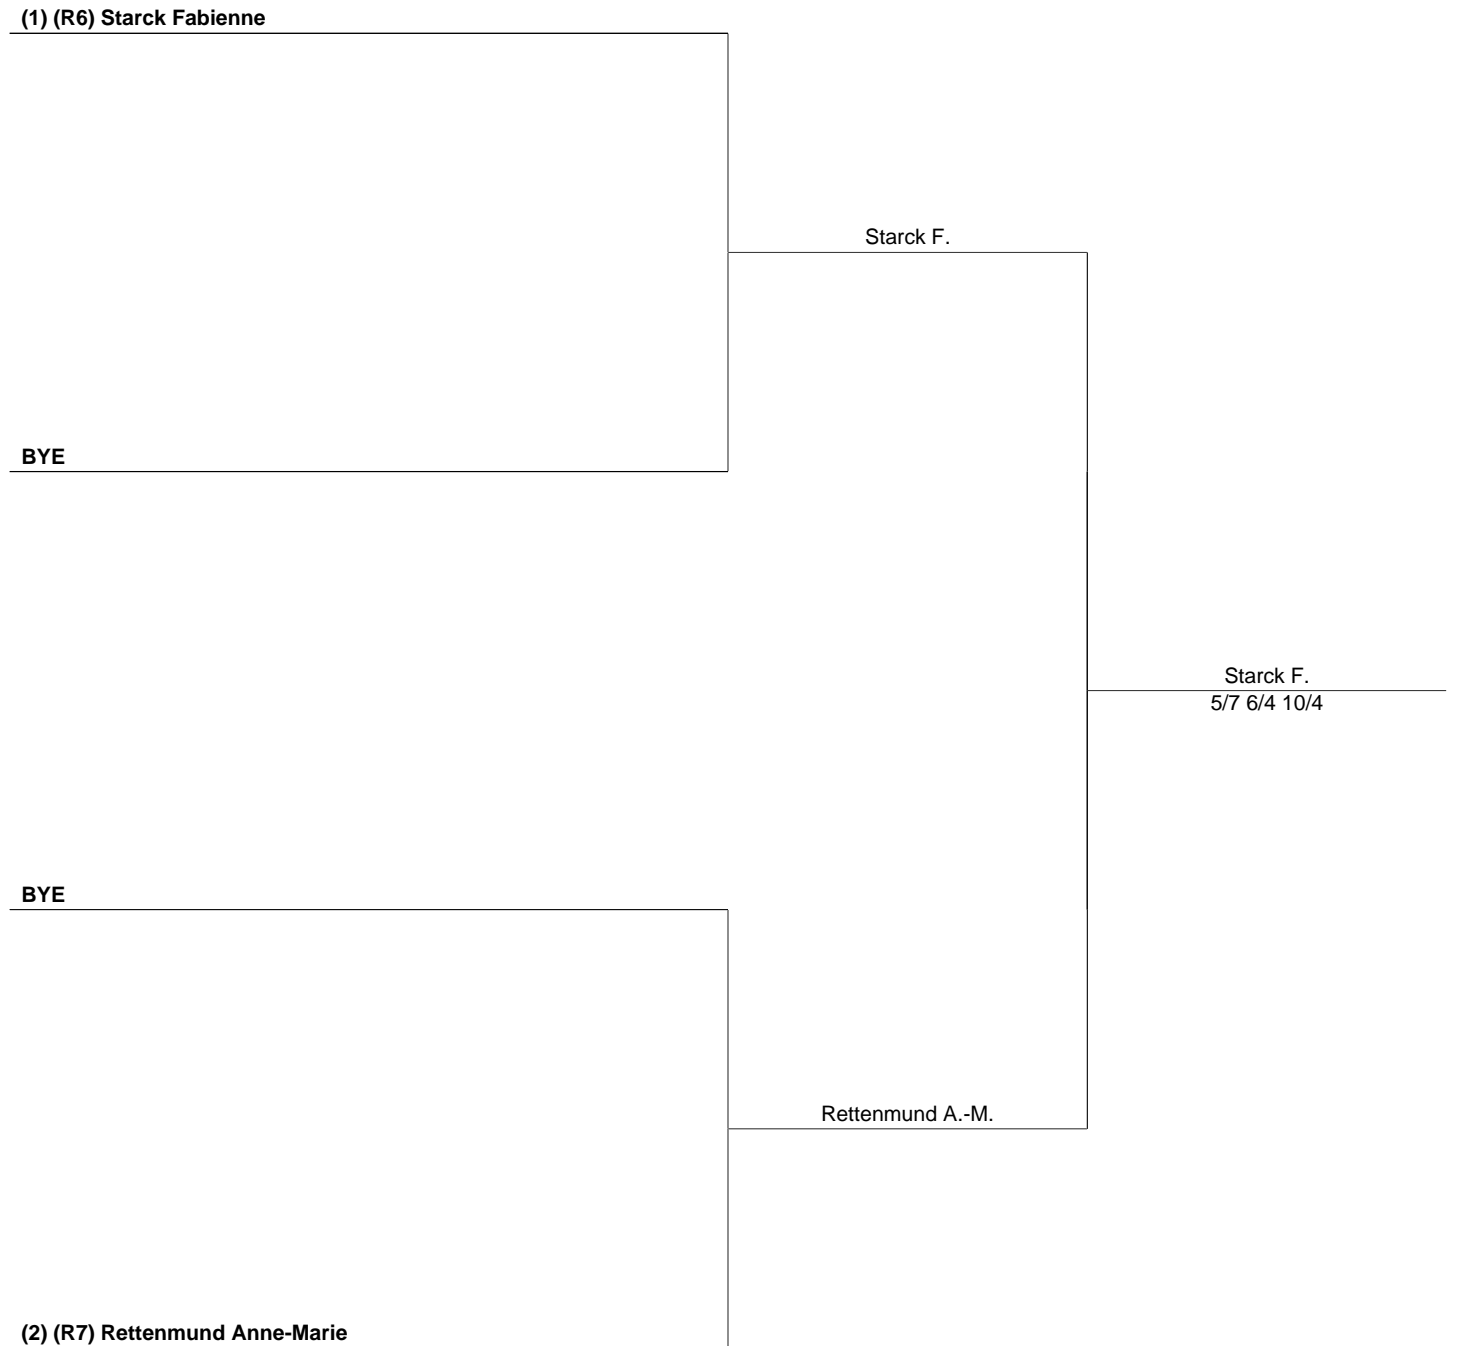 (1) (R6) Starck Fabienne
Starck F.
BYE
Starck F.
5/7 6/4 10/4
BYE
Rettenmund A.-M.
(2) (R7) Rettenmund Anne-Marie